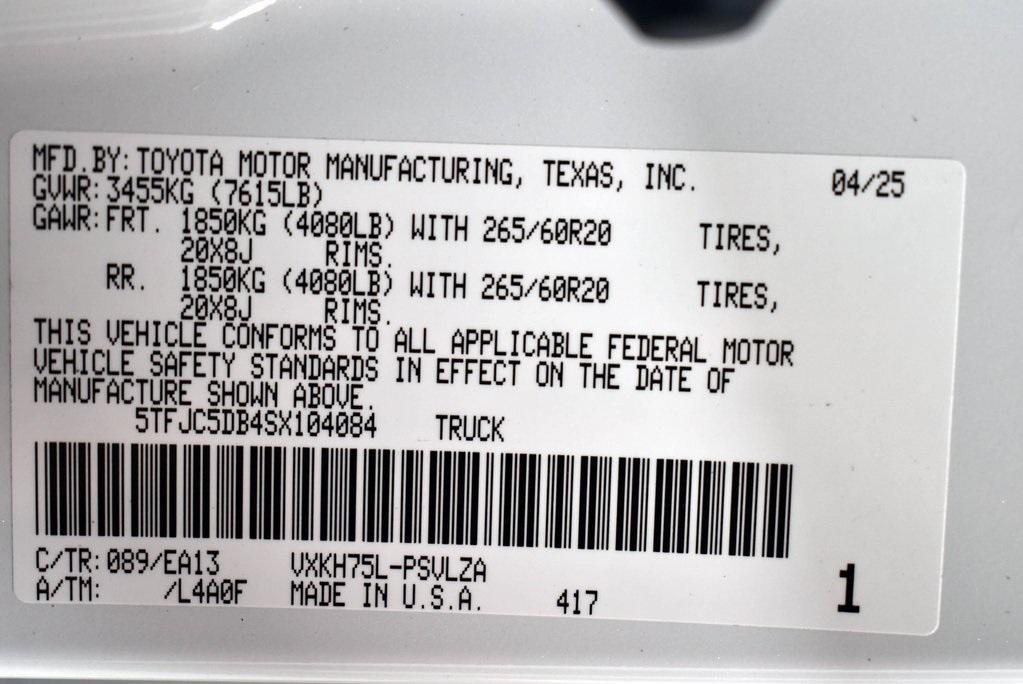 MFD.BY: TOYOTA MOTOR MANUFACTURING, TEXAS, INC. 04/25
GVWR: 3455KG (7615LB)
GAWR: FRT. 1850KG (4080LB) WITH 265/60R20 TIRES,
20X8J RIMS.
RR. 1850KG (4080LB) WITH 265/60R20 TIRES,
20X8J RIMS.
THIS VEHICLE CONFORMS TO ALL APPLICABLE FEDERAL MOTOR
VEHICLE SAFETY STANDARDS IN EFFECT ON THE DATE OF
MANUFACTURE SHOWN ABOVE.
5TFJC5DB4SX104084 TRUCK
C/TR: 089/EA13 VXKH75L-PSVLZA
A/TM: /L4A0F MADE IN U.S.A. 417 1